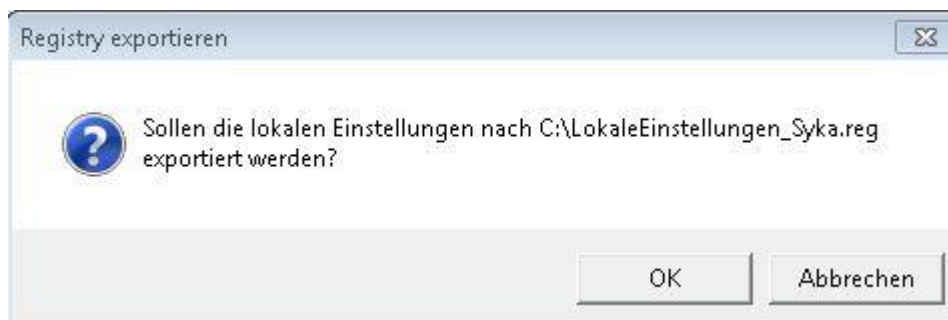 Registry exportieren
Sollen die lokalen Einstellungen nach C:\LokaleEinstellungen_Syka.reg
exportiert werden?
OK
Abbrechen